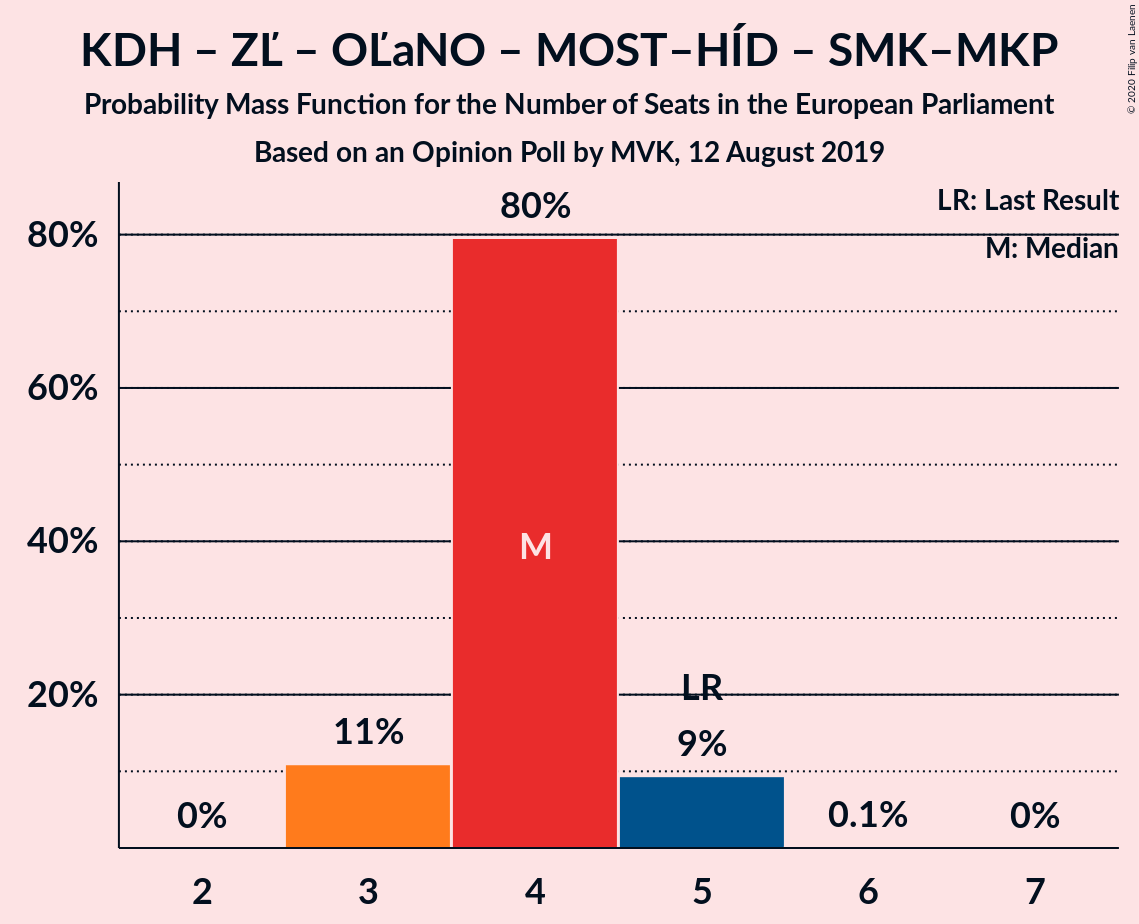 KDH – ZĽ – OĽaNO – MOST–HÍD – SMK–MKP
Probability Mass Function for the Number of Seats in the European Parliament
Based on an Opinion Poll by MVK, 12 August 2019
© 2020 Filip van Laenen
LR: Last Result
M: Median
80%
80%
60%
40%
20%
M
LR
11%
9%
0%
0.1%
0%
2 3 4 5 6 7